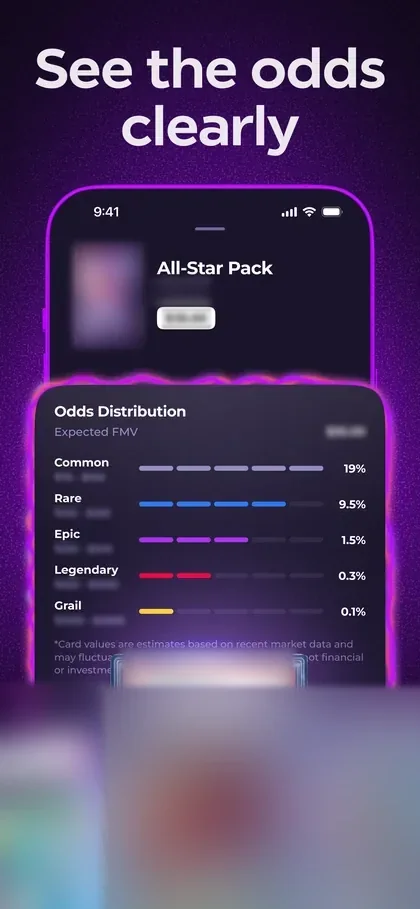 See the odds
clearly
9:41
All-Star Pack
Odds Distribution
Expected FMV
Common
19%
Rare
9.5%
Epic
1.5%
Legendary
0.3%
Grail
0.1%
*Card values are estimates based on recent market data and
may not financial
or